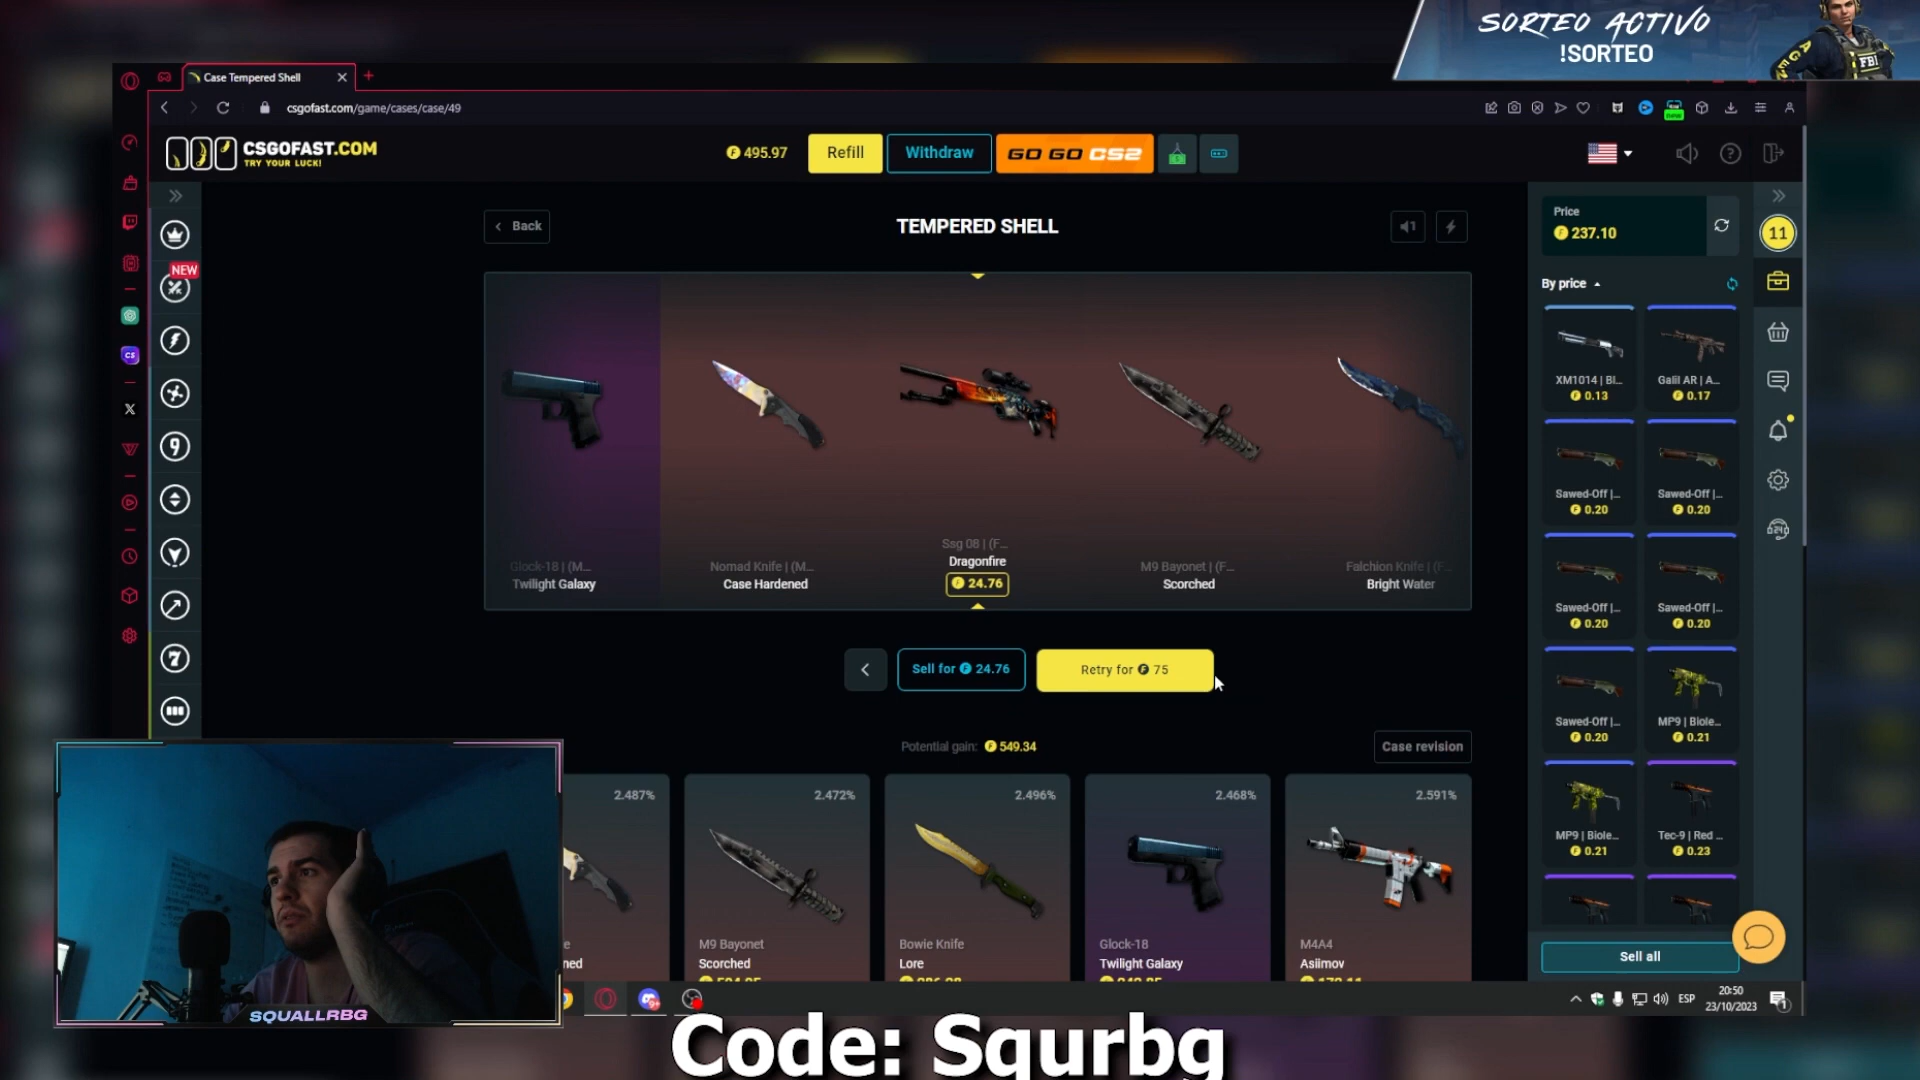 SORTEO ACTIVO
!SORTEO
FBI
Case Tempered Shell
csgofast.com/game/cases/case/49
CSGOFAST.COM
TRY YOUR LUCK!
495.97
Refill
Withdraw
GO GO CS2
NEW
Back
TEMPERED SHELL
Price
237.10
11
By price
XM1014 | Bl...
0.13
Galil AR | A...
0.17
Sawed-Off |...
0.20
Sawed-Off |...
0.20
Sawed-Off |...
0.20
Sawed-Off |...
0.20
Sawed-Off |...
0.20
MP9 | Biole...
0.21
MP9 | Biole...
0.21
Tec-9 | Red ...
0.23
Sell all
Glock-18 | (M...
Twilight Galaxy
Nomad Knife | (M...
Case Hardened
Ssg 08 | (F...
Dragonfire
24.76
M9 Bayonet | (F...
Scorched
Falchion Knife | (F...
Bright Water
Sell for 24.76
Retry for 75
Potential gain: 549.34
Case revision
2.487%
2.472%
M9 Bayonet
Scorched
2.496%
Bowie Knife
Lore
2.468%
Glock-18
Twilight Galaxy
2.591%
M4A4
Asiimov
SQUALLRBG
ESP
20:50
23/10/2023
Code: Squrbg